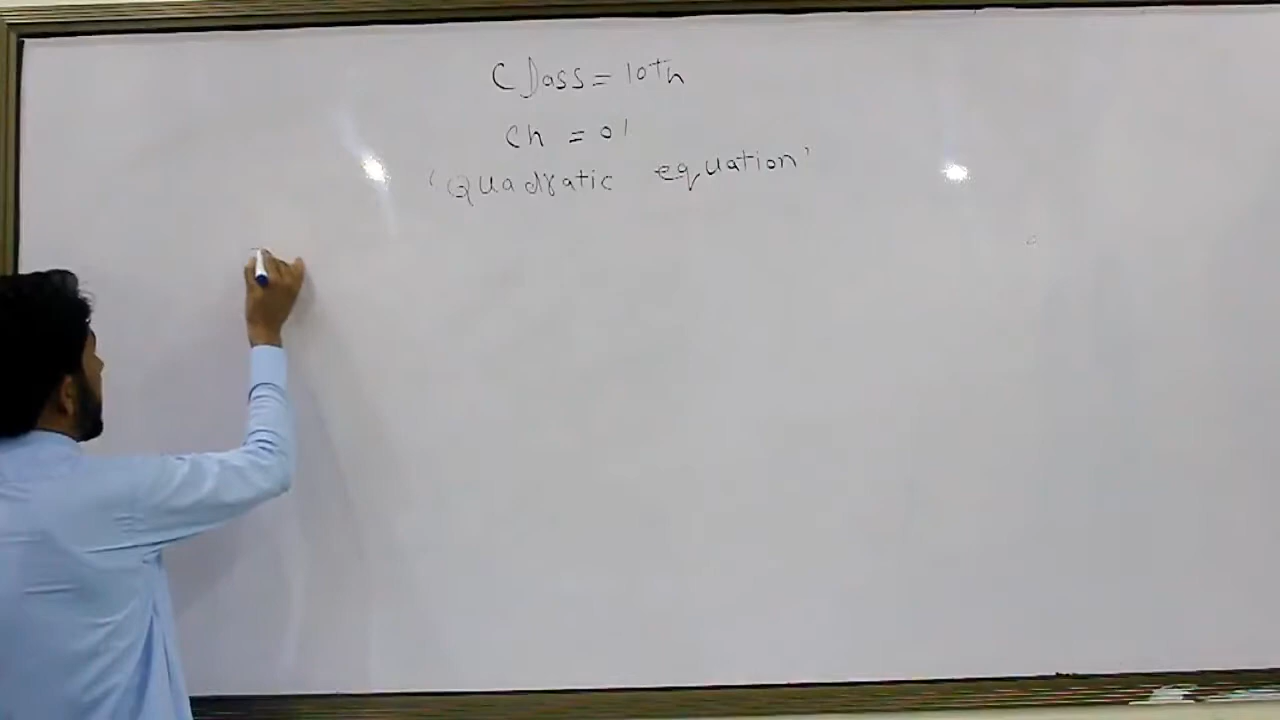 Class = 10th
Ch = 01
"Quadratic equation"